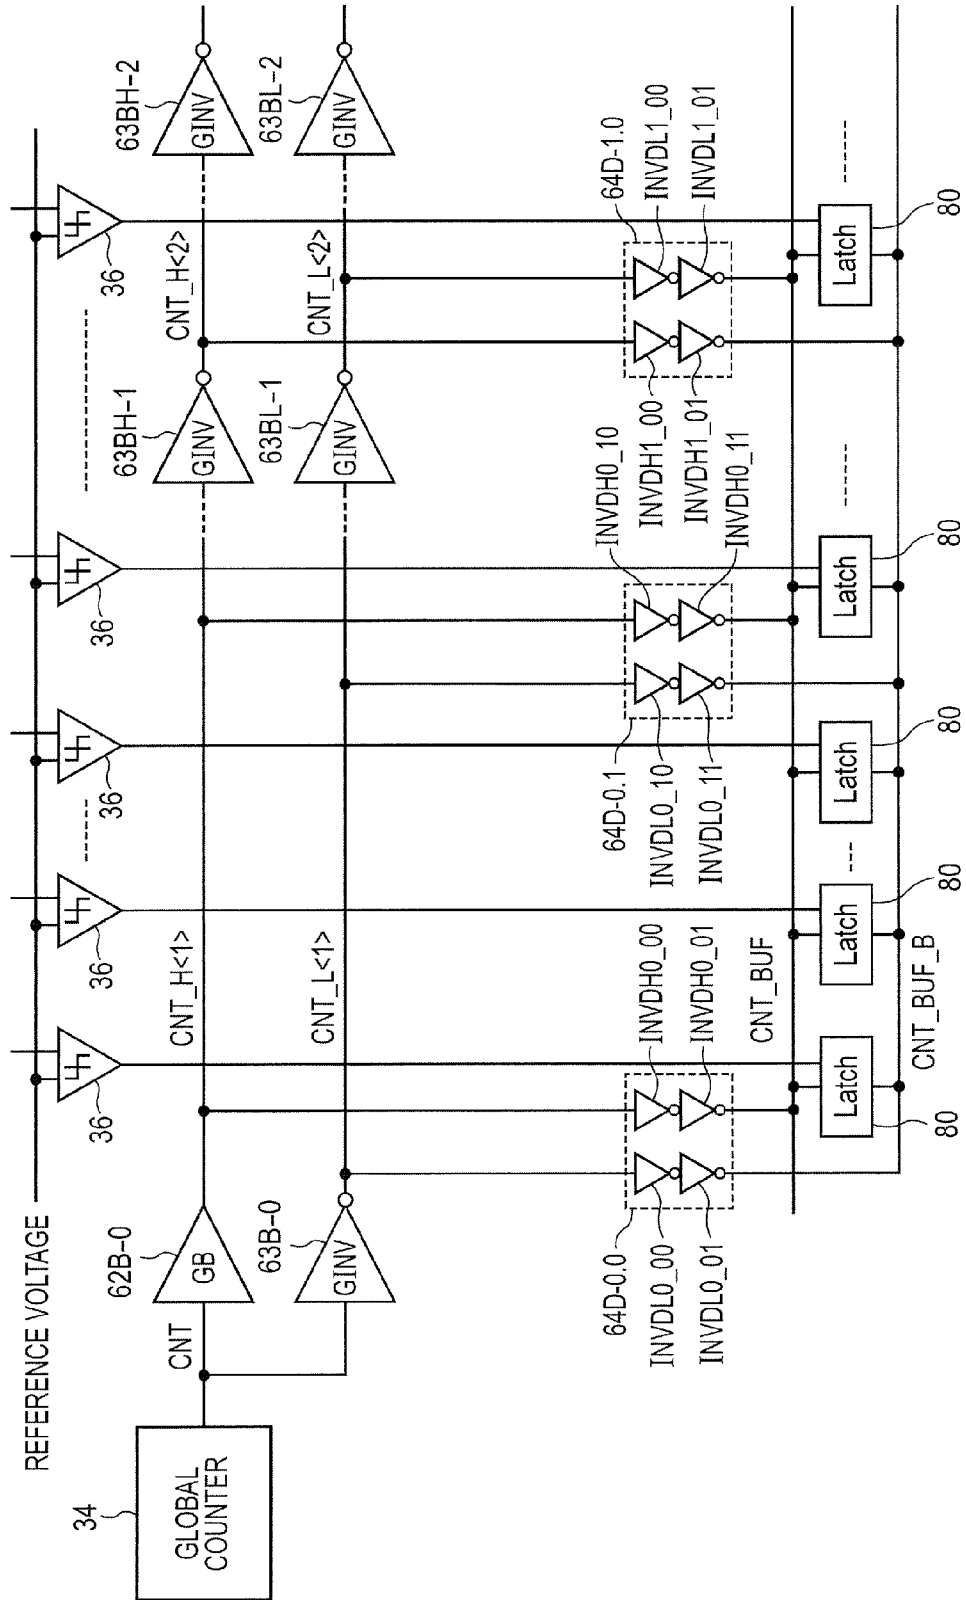 REFERENCE VOLTAGE
36
36
36
36
36
34
GLOBAL
COUNTER
CNT
62B-0
GB
CNT_H<1>
63BH-1
GINV
CNT_H<2>
63BH-2
GINV
63B-0
GINV
CNT_L<1>
63BL-1
GINV
CNT_L<2>
63BL-2
GINV
64D-0.0
INVDL0_00
INVDL0_01
INVDH0_00
INVDH0_01
64D-0.1
INVDL0_10
INVDL0_11
INVDH0_10
INVDH0_11
INVDH1_00
INVDH1_01
64D-1.0
INVDL1_00
INVDL1_01
CNT_BUF
Latch
Latch
Latch
Latch
Latch
80
80
80
80
80
CNT_BUF_B